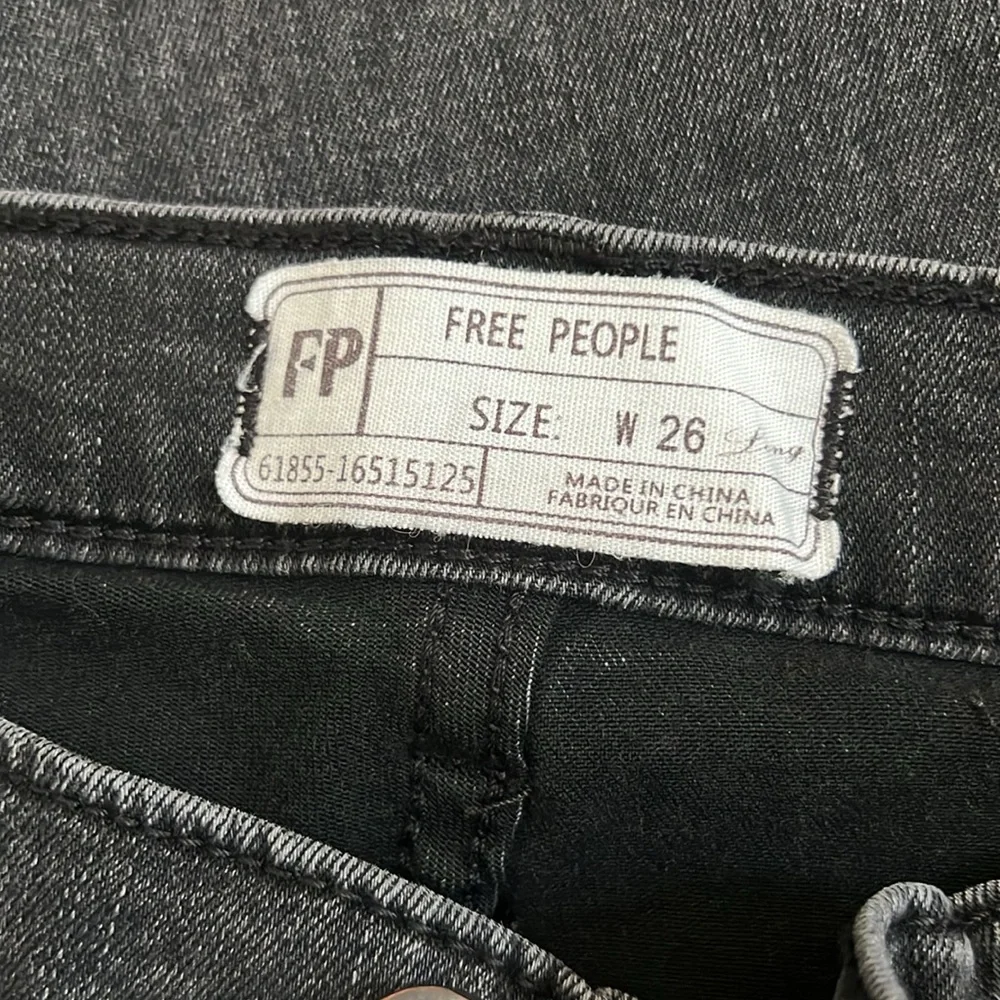 FP
FREE PEOPLE
SIZE: W 26
61855-16515125
MADE IN CHINA
FABRIQUR EN CHINA